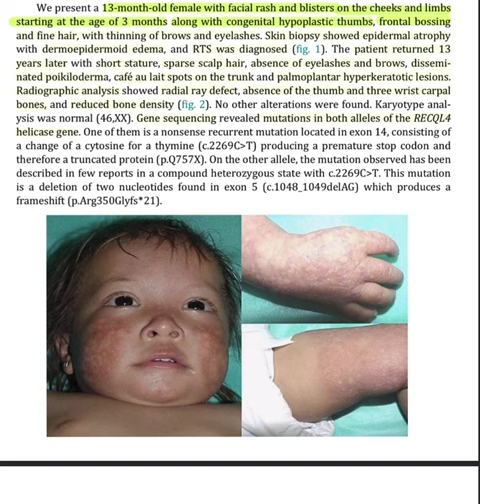 We present a 13-month-old female with facial rash and blisters on the cheeks and limbs
starting at the age of 3 months along with congenital hypoplastic thumbs, frontal bossing
and fine hair, with thinning of brows and eyelashes. Skin biopsy showed epidermal atrophy
with dermoepidermoid edema, and RTS was diagnosed (fig. 1). The patient returned 13
years later with short stature, sparse scalp hair, absence of eyelashes and brows, dissemi-
nated poikiloderma, café au lait spots on the trunk and palmoplantar hyperkeratotic lesions.
Radiographic analysis showed radial ray defect, absence of the thumb and three wrist carpal
bones, and reduced bone density (fig. 2). No other alterations were found. Karyotype anal-
ysis was normal (46,XX). Gene sequencing revealed mutations in both alleles of the RECQL4
helicase gene. One of them is a nonsense recurrent mutation located in exon 14, consisting of
a change of a cytosine for a thymine (c.2269C>T) producing a premature stop codon and
therefore a truncated protein (p.Q757X). On the other allele, the mutation observed has been
described in few reports in a compound heterozygous state with c.2269C>T. This mutation
is a deletion of two nucleotides found in exon 5 (c.1048_1049delAG) which produces a
frameshift (p.Arg350Glyfs*21).